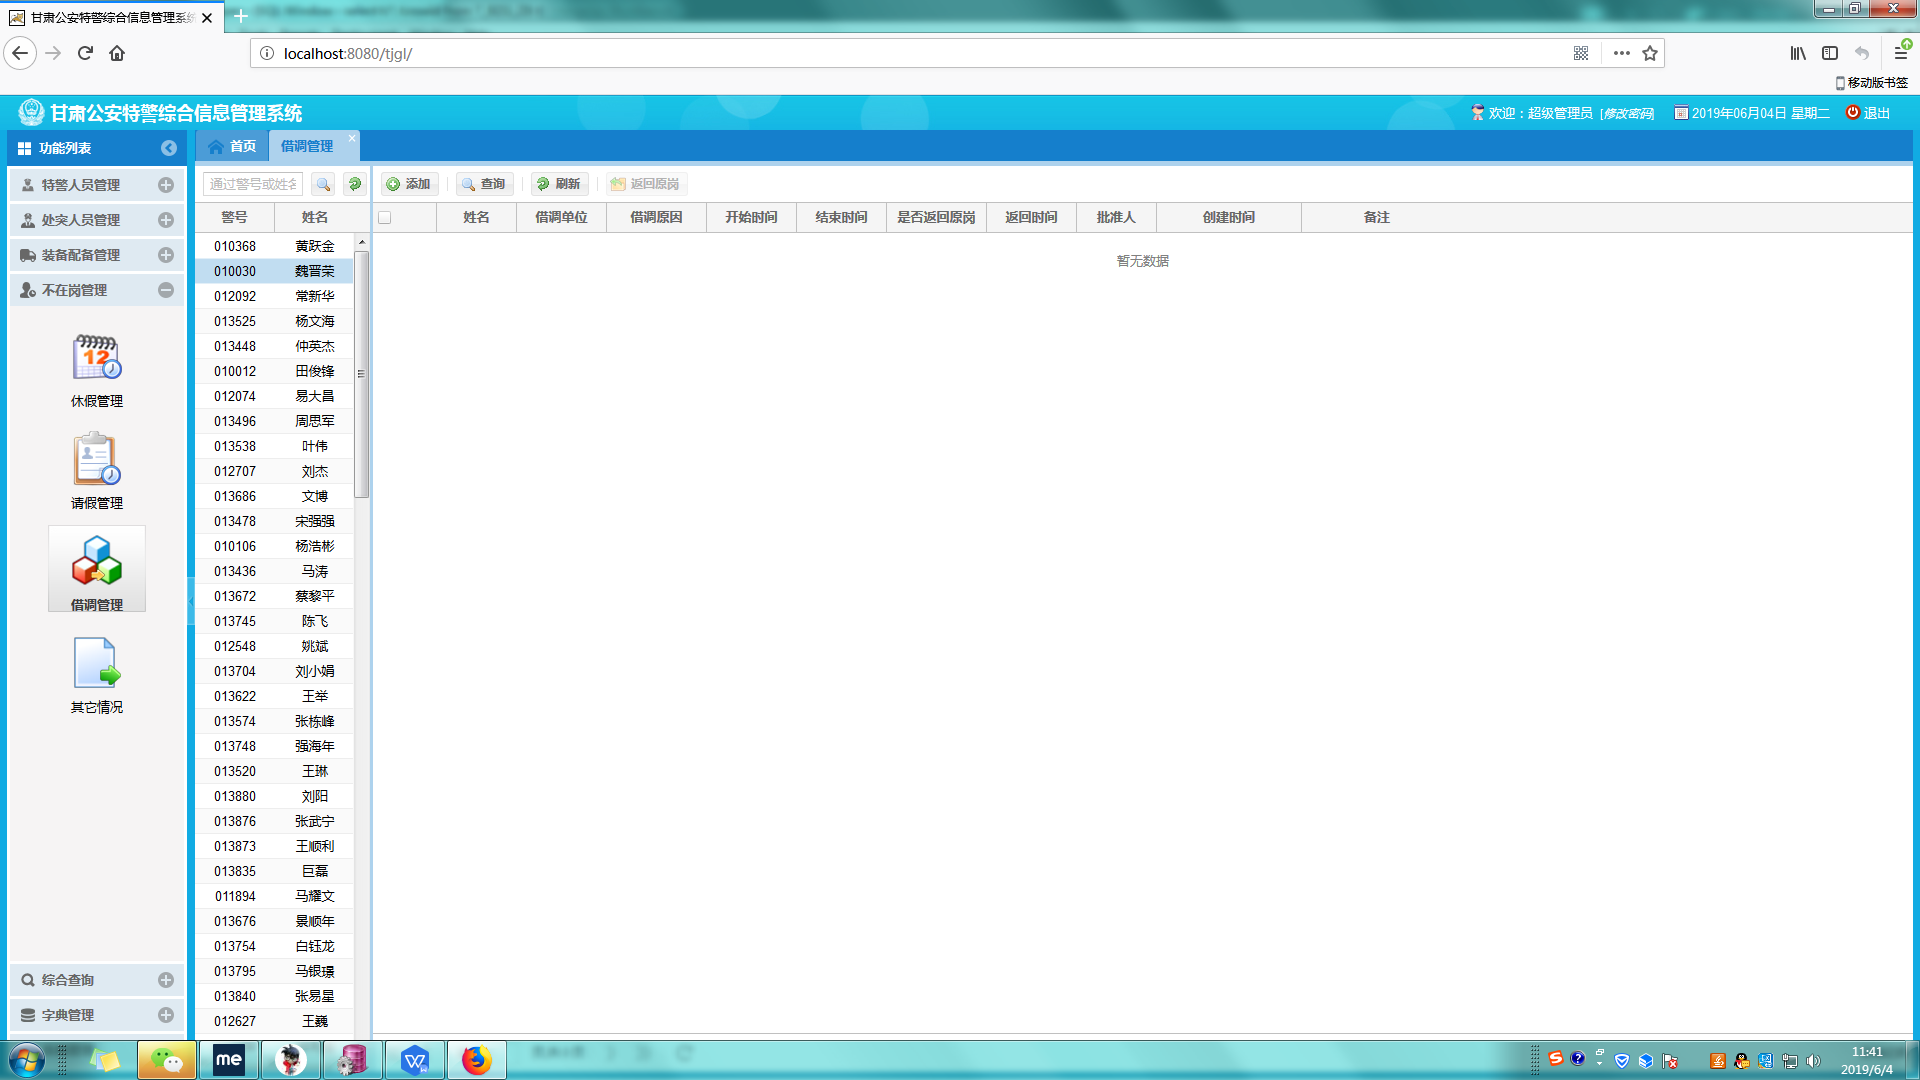 甘肃公安特警综合信息管理系统
localhost:8080/tjgl/
移动版书签
甘肃公安特警综合信息管理系统
欢迎：超级管理员 [修改密码] 2019年06月04日 星期二 退出
功能列表
首页 借调管理
特警人员管理
处突人员管理
装备配备管理
不在岗管理
休假管理
请假管理
借调管理
其它情况
综合查询
字典管理
通过警号或姓名
添加 查询 刷新 返回原岗
警号 姓名
姓名 借调单位 借调原因 开始时间 结束时间 是否返回原岗 返回时间 批准人 创建时间 备注
暂无数据
010368 黄跃金
010030 魏晋荣
012092 常新华
013525 杨文海
013448 仲英杰
010012 田俊锋
012074 易大昌
013496 周思军
013538 叶伟
012707 刘杰
013686 文博
013478 宋强强
010106 杨浩彬
013436 马涛
013672 蔡黎平
013745 陈飞
012548 姚斌
013704 刘小娟
013622 王举
013574 张栋峰
013748 强海年
013520 王琳
013880 刘阳
013876 张武宁
013873 王顺利
013835 巨磊
011894 马耀文
013676 景顺年
013754 白钰龙
013795 马银璟
013840 张易星
012627 王巍
me
11:41
2019/6/4